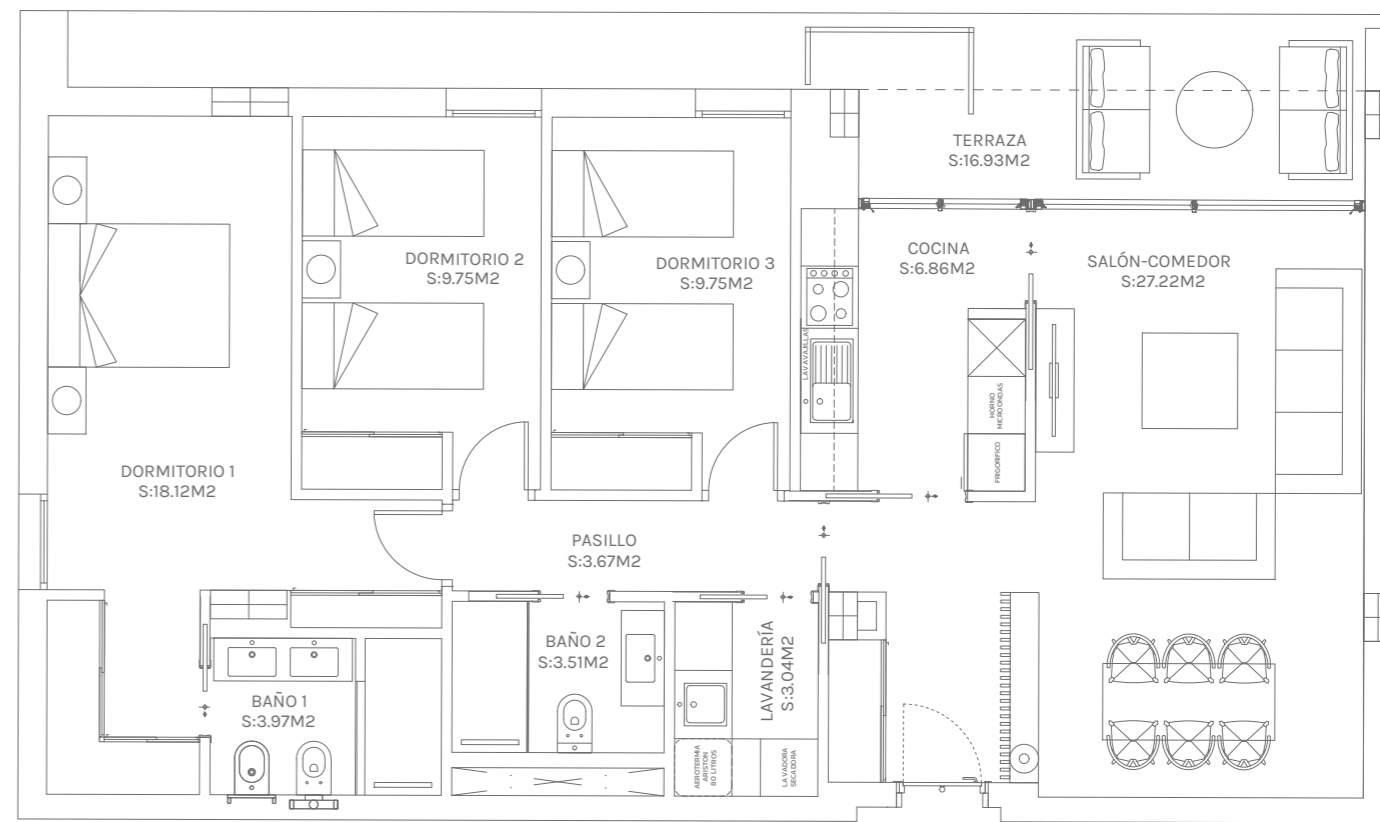 TERRAZA
S:16.93M2
COCINA
S:6.86M2
SALÓN-COMEDOR
S:27.22M2
DORMITORIO 2
S:9.75M2
DORMITORIO 3
S:9.75M2
LAVAVAJILLAS
HORNO
MICROONDAS
FRIGORIFICO
DORMITORIO 1
S:18.12M2
PASILLO
S:3.67M2
BAÑO 2
S:3.51M2
LAVANDERÍA
S:3.04M2
BAÑO 1
S:3.97M2
AEROTERMIA
ARISTON
80 LITROS
LAVADORA
SECADORA